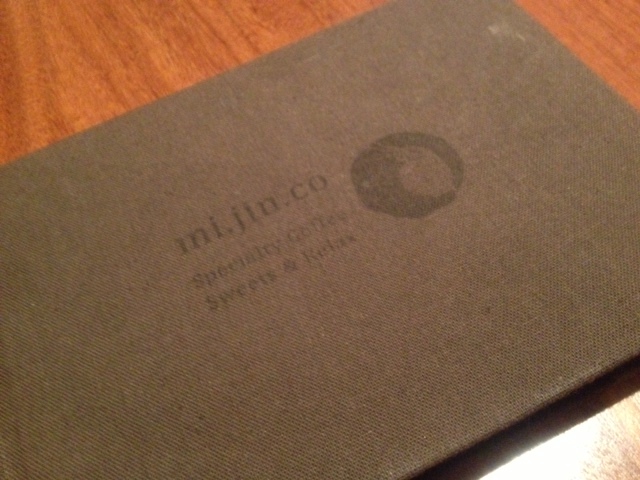 mi.jin.co
Specialty Coffee
Sweets & Relax